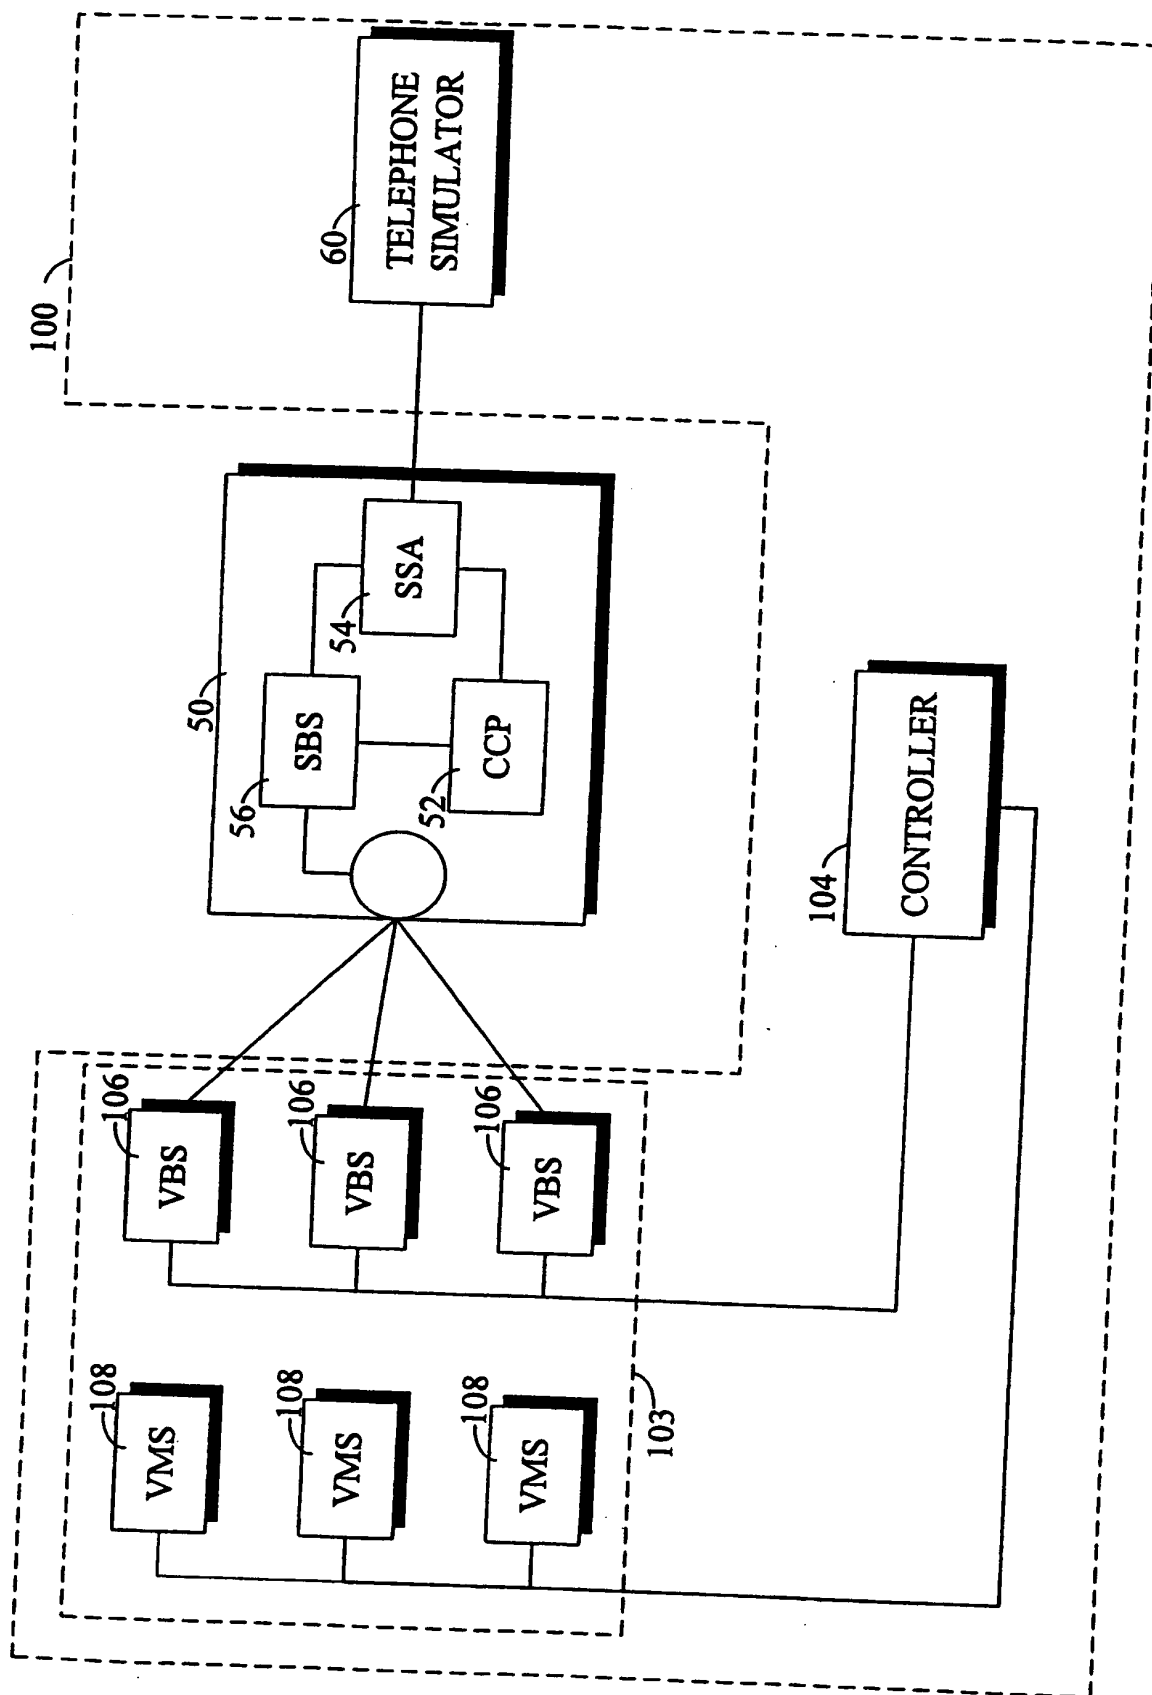 100
60
TELEPHONE
SIMULATOR
50
54
SSA
56
SBS
52
CCP
104
CONTROLLER
106
VBS
106
VBS
106
VBS
108
VMS
108
VMS
108
VMS
103